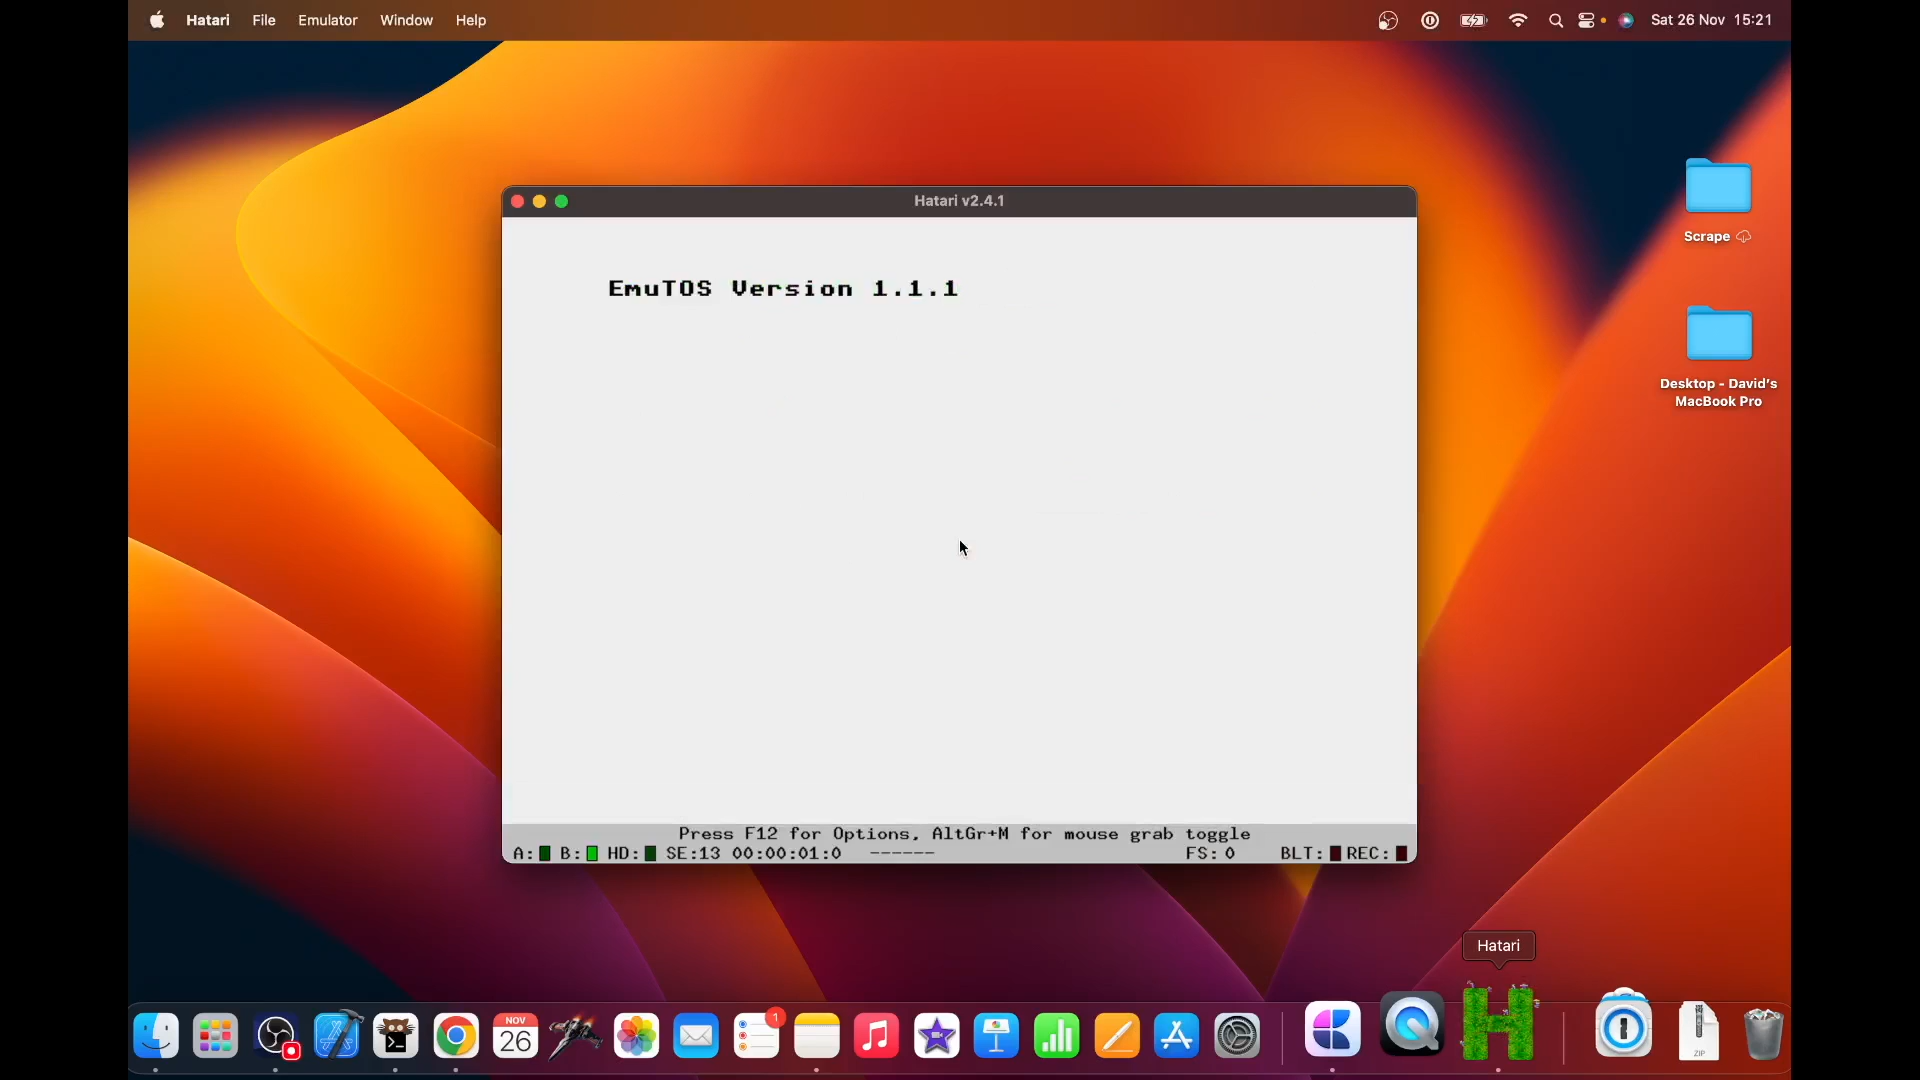 Hatari File Emulator Window Help Sat 26 Nov 15:21
Hatari v2.4.1
EmuTOS Version 1.1.1
Scrape
Desktop - David's
MacBook Pro
Press F12 for Options, AltGr+M for mouse grab toggle
A: B: HD: SE:13 00:00:01:0 ------ FS: 0 BLT: REC:
Hatari
NOV
26
1
ZIP